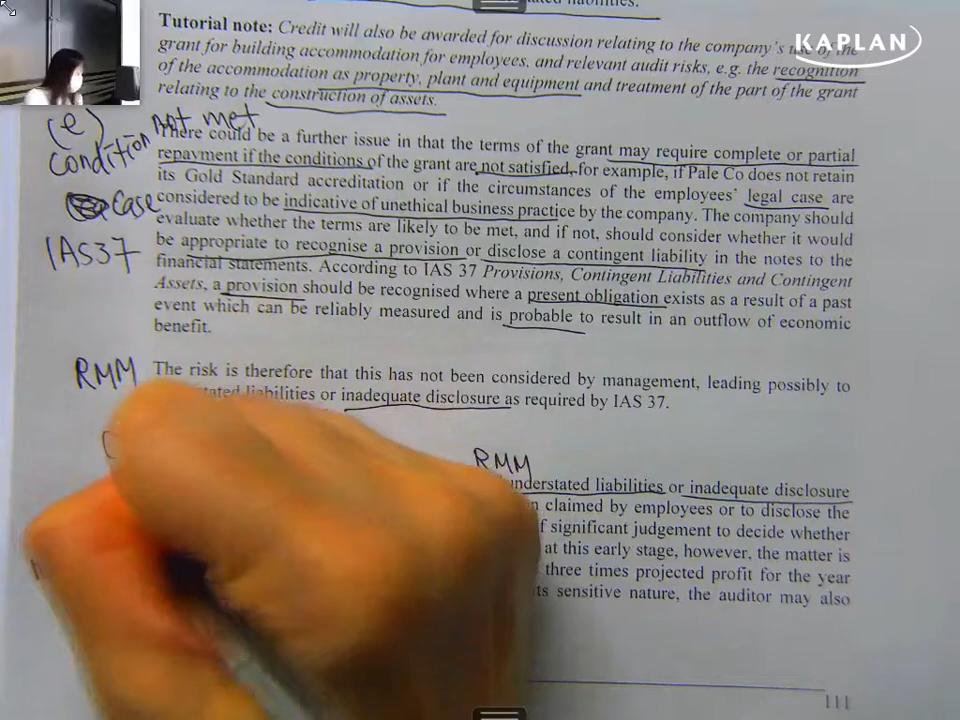 ated liabilities.
Tutorial note: Credit will also be awarded for discussion relating to the company's use of the
KAPLAN
grant for building accommodation for employees, and relevant audit risks, e.g. the recognition
of the accommodation as property, plant and equipment and treatment of the part of the grant
relating to the construction of assets.
(e)
Condition not met
There could be a further issue in that the terms of the grant may require complete or partial
repayment if the conditions of the grant are not satisfied, for example, if Pale Co does not retain
its Gold Standard accreditation or if the circumstances of the employees' legal case are
Case
considered to be indicative of unethical business practice by the company. The company should
evaluate whether the terms are likely to be met, and if not, should consider whether it would
IAS37
be appropriate to recognise a provision or disclose a contingent liability in the notes to the
financial statements. According to IAS 37 Provisions, Contingent Liabilities and Contingent
Assets, a provision should be recognised where a present obligation exists as a result of a past
event which can be reliably measured and is probable to result in an outflow of economic
benefit.
RMM
The risk is therefore that this has not been considered by management, leading possibly to
tated liabilities or inadequate disclosure as required by IAS 37.
RMM
nderstated liabilities or inadequate disclosure
n claimed by employees or to disclose the
f significant judgement to decide whether
at this early stage, however, the matter is
three times projected profit for the year
ts sensitive nature, the auditor may also
111